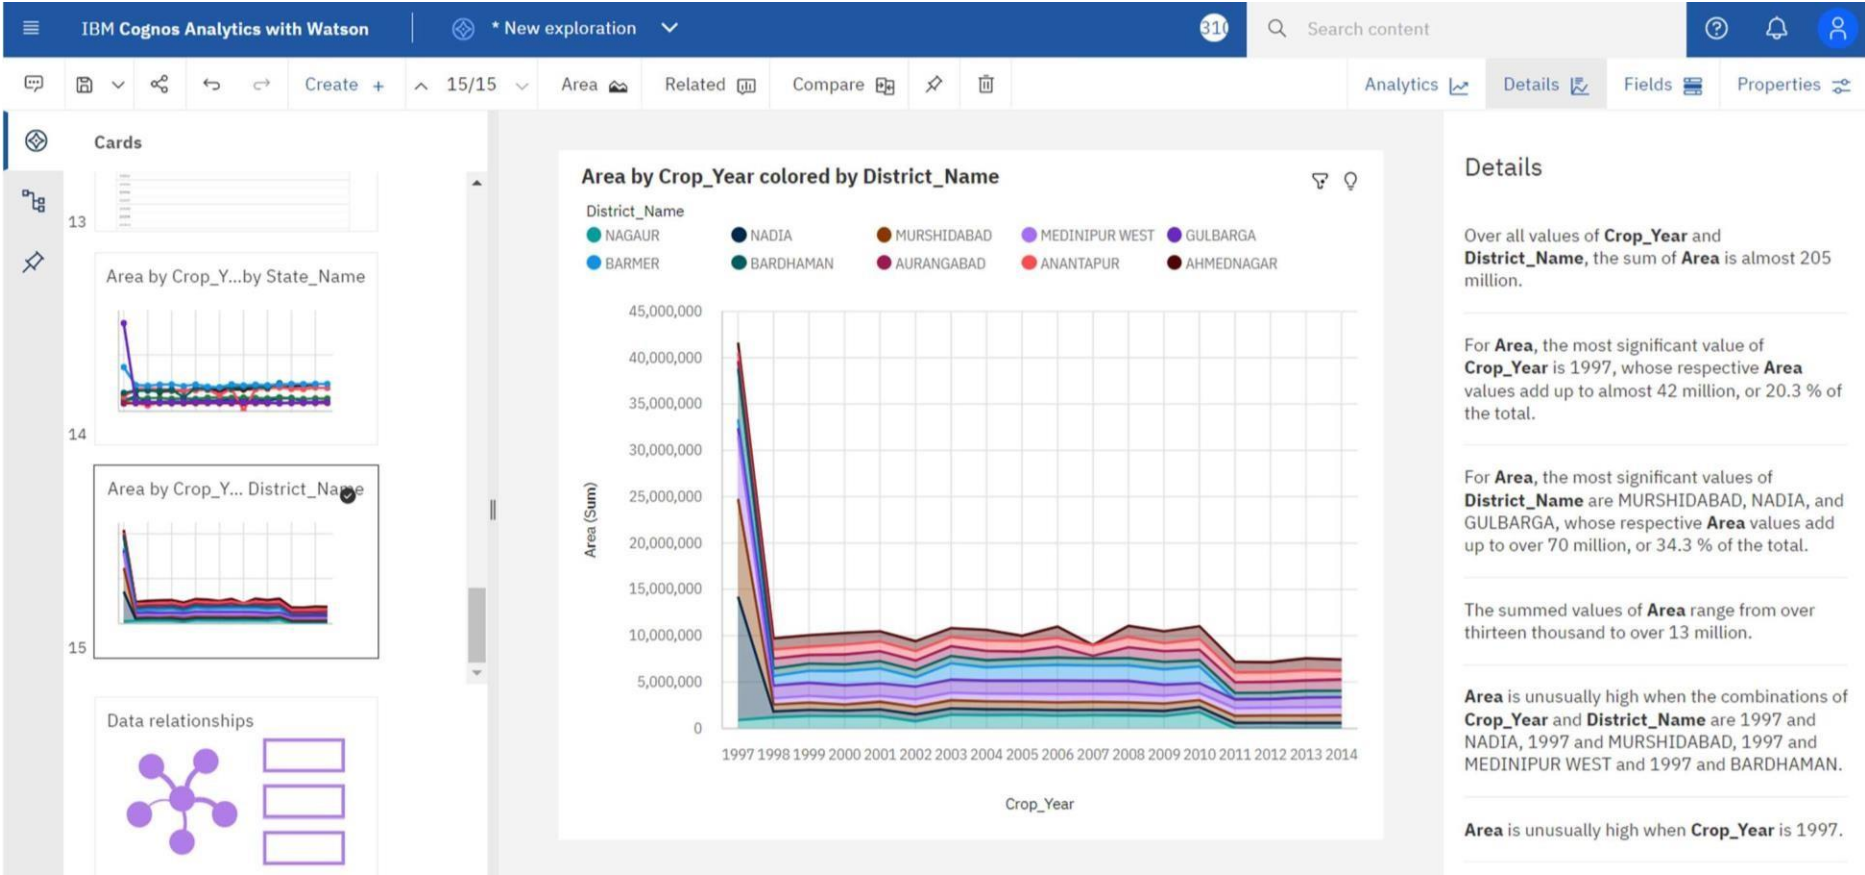 IBM Cognos Analytics with Watson
* New exploration
310
Search content
Create +
15/15
Area
Related
Compare
Analytics
Details
Fields
Properties
Cards
13
Area by Crop_Y...by State_Name
14
Area by Crop_Y... District_Name
15
Data relationships
Area by Crop_Year colored by District_Name
District_Name
NAGAUR NADIA MURSHIDABAD MEDINIPUR WEST GULBARGA
BARMER BARDHAMAN AURANGABAD ANANTAPUR AHMEDNAGAR
45,000,000
40,000,000
35,000,000
30,000,000
25,000,000
20,000,000
15,000,000
10,000,000
5,000,000
0
Area (Sum)
1997 1998 1999 2000 2001 2002 2003 2004 2005 2006 2007 2008 2009 2010 2011 2012 2013 2014
Crop_Year
Details
Over all values of Crop_Year and
District_Name, the sum of Area is almost 205
million.
For Area, the most significant value of
Crop_Year is 1997, whose respective Area
values add up to almost 42 million, or 20.3 % of
the total.
For Area, the most significant values of
District_Name are MURSHIDABAD, NADIA, and
GULBARGA, whose respective Area values add
up to over 70 million, or 34.3 % of the total.
The summed values of Area range from over
thirteen thousand to over 13 million.
Area is unusually high when the combinations of
Crop_Year and District_Name are 1997 and
NADIA, 1997 and MURSHIDABAD, 1997 and
MEDINIPUR WEST and 1997 and BARDHAMAN.
Area is unusually high when Crop_Year is 1997.